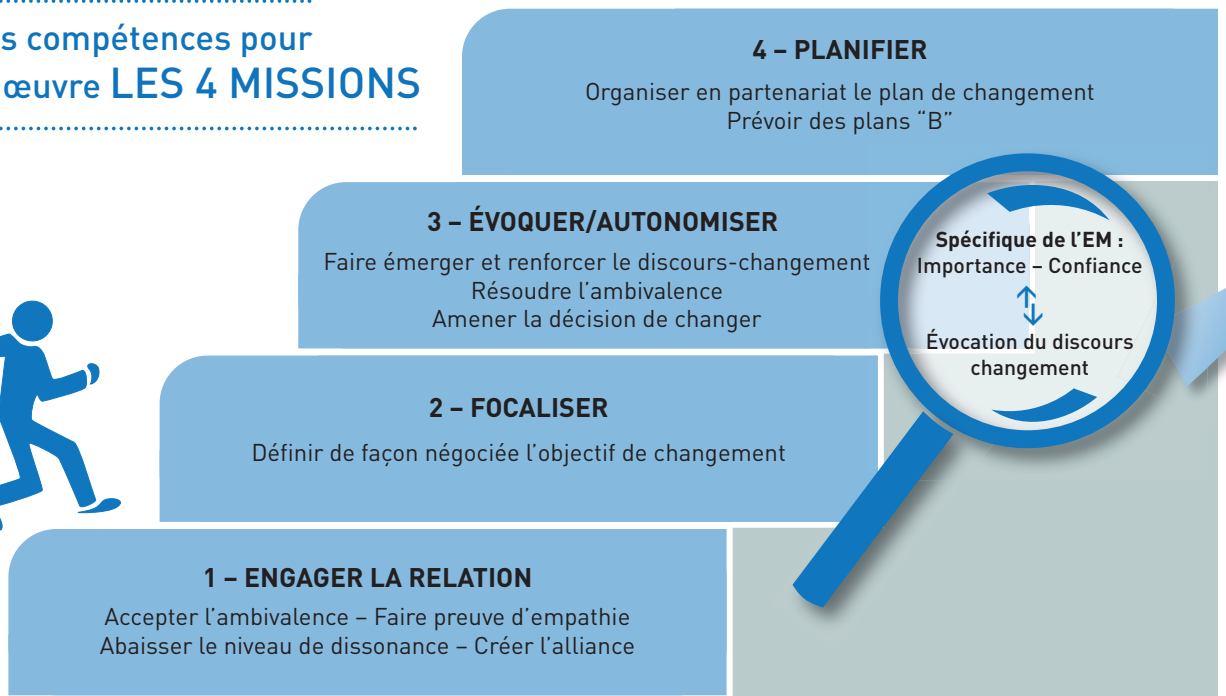 s compétences pour
œuvre LES 4 MISSIONS
4 – PLANIFIER
Organiser en partenariat le plan de changement
Prévoir des plans “B”
3 – ÉVOQUER/AUTONOMISER
Faire émerger et renforcer le discours-changement
Résoudre l’ambivalence
Amener la décision de changer
Spécifique de l’EM :
Importance – Confiance
Évocation du discours
changement
2 – FOCALISER
Définir de façon négociée l’objectif de changement
1 – ENGAGER LA RELATION
Accepter l’ambivalence – Faire preuve d’empathie
Abaisser le niveau de dissonance – Créer l’alliance